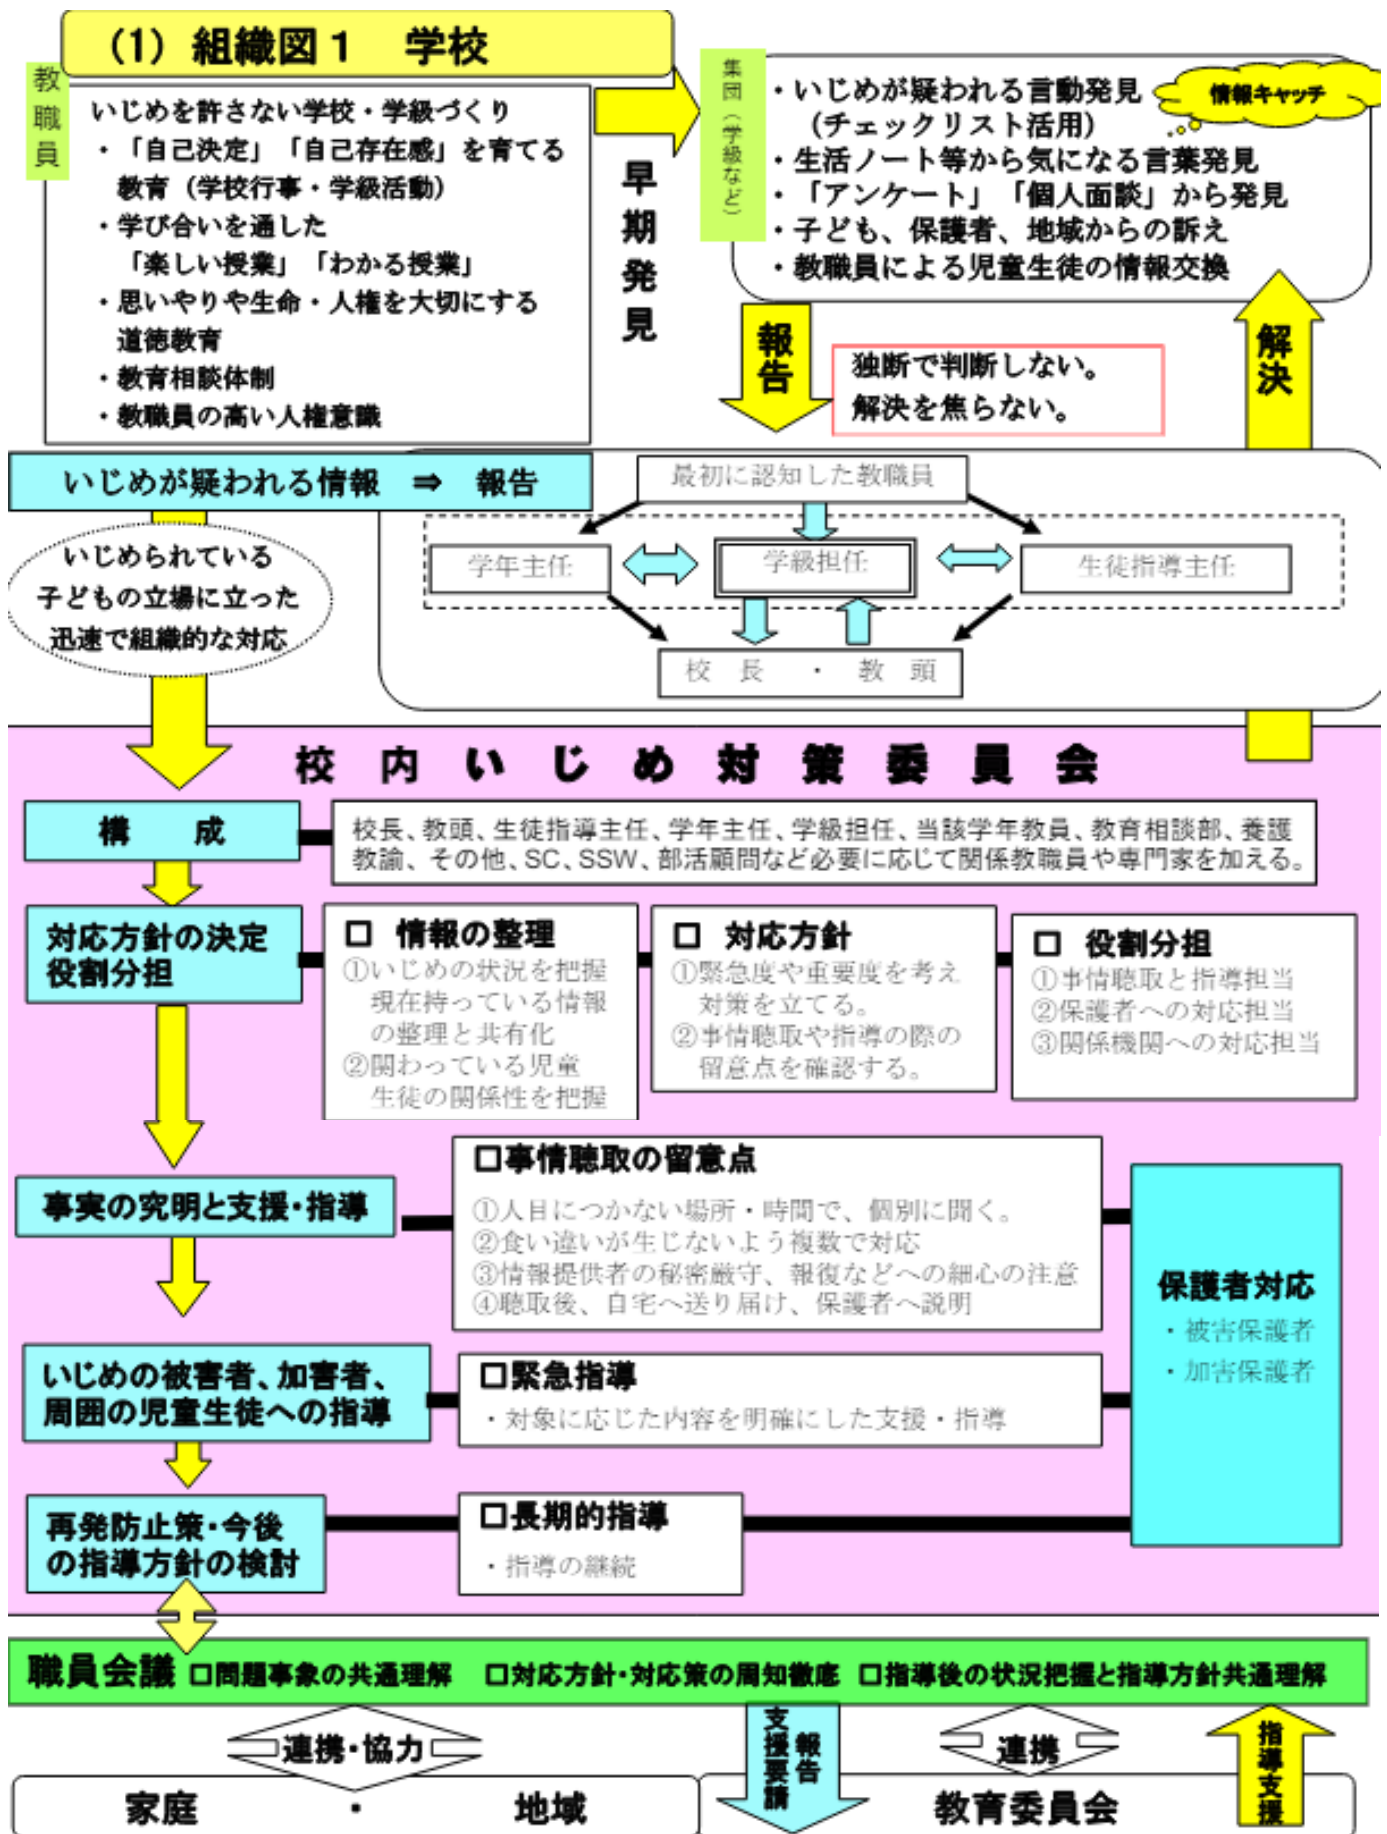 (1) 組織図１　学校
教職員
いじめを許さない学校・学級づくり
・「自己決定」「自己存在感」を育てる
教育（学校行事・学級活動）
・学び合いを通した
「楽しい授業」「わかる授業」
・思いやりや生命・人権を大切にする
道徳教育
・教育相談体制
・教職員の高い人権意識
早期発見
集団（学級など）
・いじめが疑われる言動発見
（チェックリスト活用）
・生活ノート等から気になる言葉発見
・「アンケート」「個人面談」から発見
・子ども、保護者、地域からの訴え
・教職員による児童生徒の情報交換
情報キャッチ
報告
独断で判断しない。
解決を焦らない。
解決
いじめが疑われる情報　⇒　報告
いじめられている
子どもの立場に立った
迅速で組織的な対応
最初に認知した教職員
学年主任
学級担任
生徒指導主任
校　長　・　教　頭
校内いじめ対策委員会
構　成
校長、教頭、生徒指導主任、学年主任、学級担任、当該学年教員、教育相談部、養護
教諭、その他、SC、SSW、部活顧問など必要に応じて関係教職員や専門家を加える。
対応方針の決定
役割分担
□ 情報の整理
①いじめの状況を把握
現在持っている情報
の整理と共有化
②関わっている児童
生徒の関係性を把握
□ 対応方針
①緊急度や重要度を考え
対策を立てる。
②事情聴取や指導の際の
留意点を確認する。
□ 役割分担
①事情聴取と指導担当
②保護者への対応担当
③関係機関への対応担当
事実の究明と支援・指導
□事情聴取の留意点
①人目につかない場所・時間で、個別に聞く。
②食い違いが生じないよう複数で対応
③情報提供者の秘密厳守、報復などへの細心の注意
④聴取後、自宅へ送り届け、保護者へ説明
保護者対応
・被害保護者
・加害保護者
いじめの被害者、加害者、
周囲の児童生徒への指導
□緊急指導
・対象に応じた内容を明確にした支援・指導
再発防止策・今後
の指導方針の検討
□長期的指導
・指導の継続
職員会議 □問題事象の共通理解　□対応方針・対応策の周知徹底　□指導後の状況把握と指導方針共通理解
連携・協力
報告
支援要請
連携
指導支援
家庭　・　地域
教育委員会